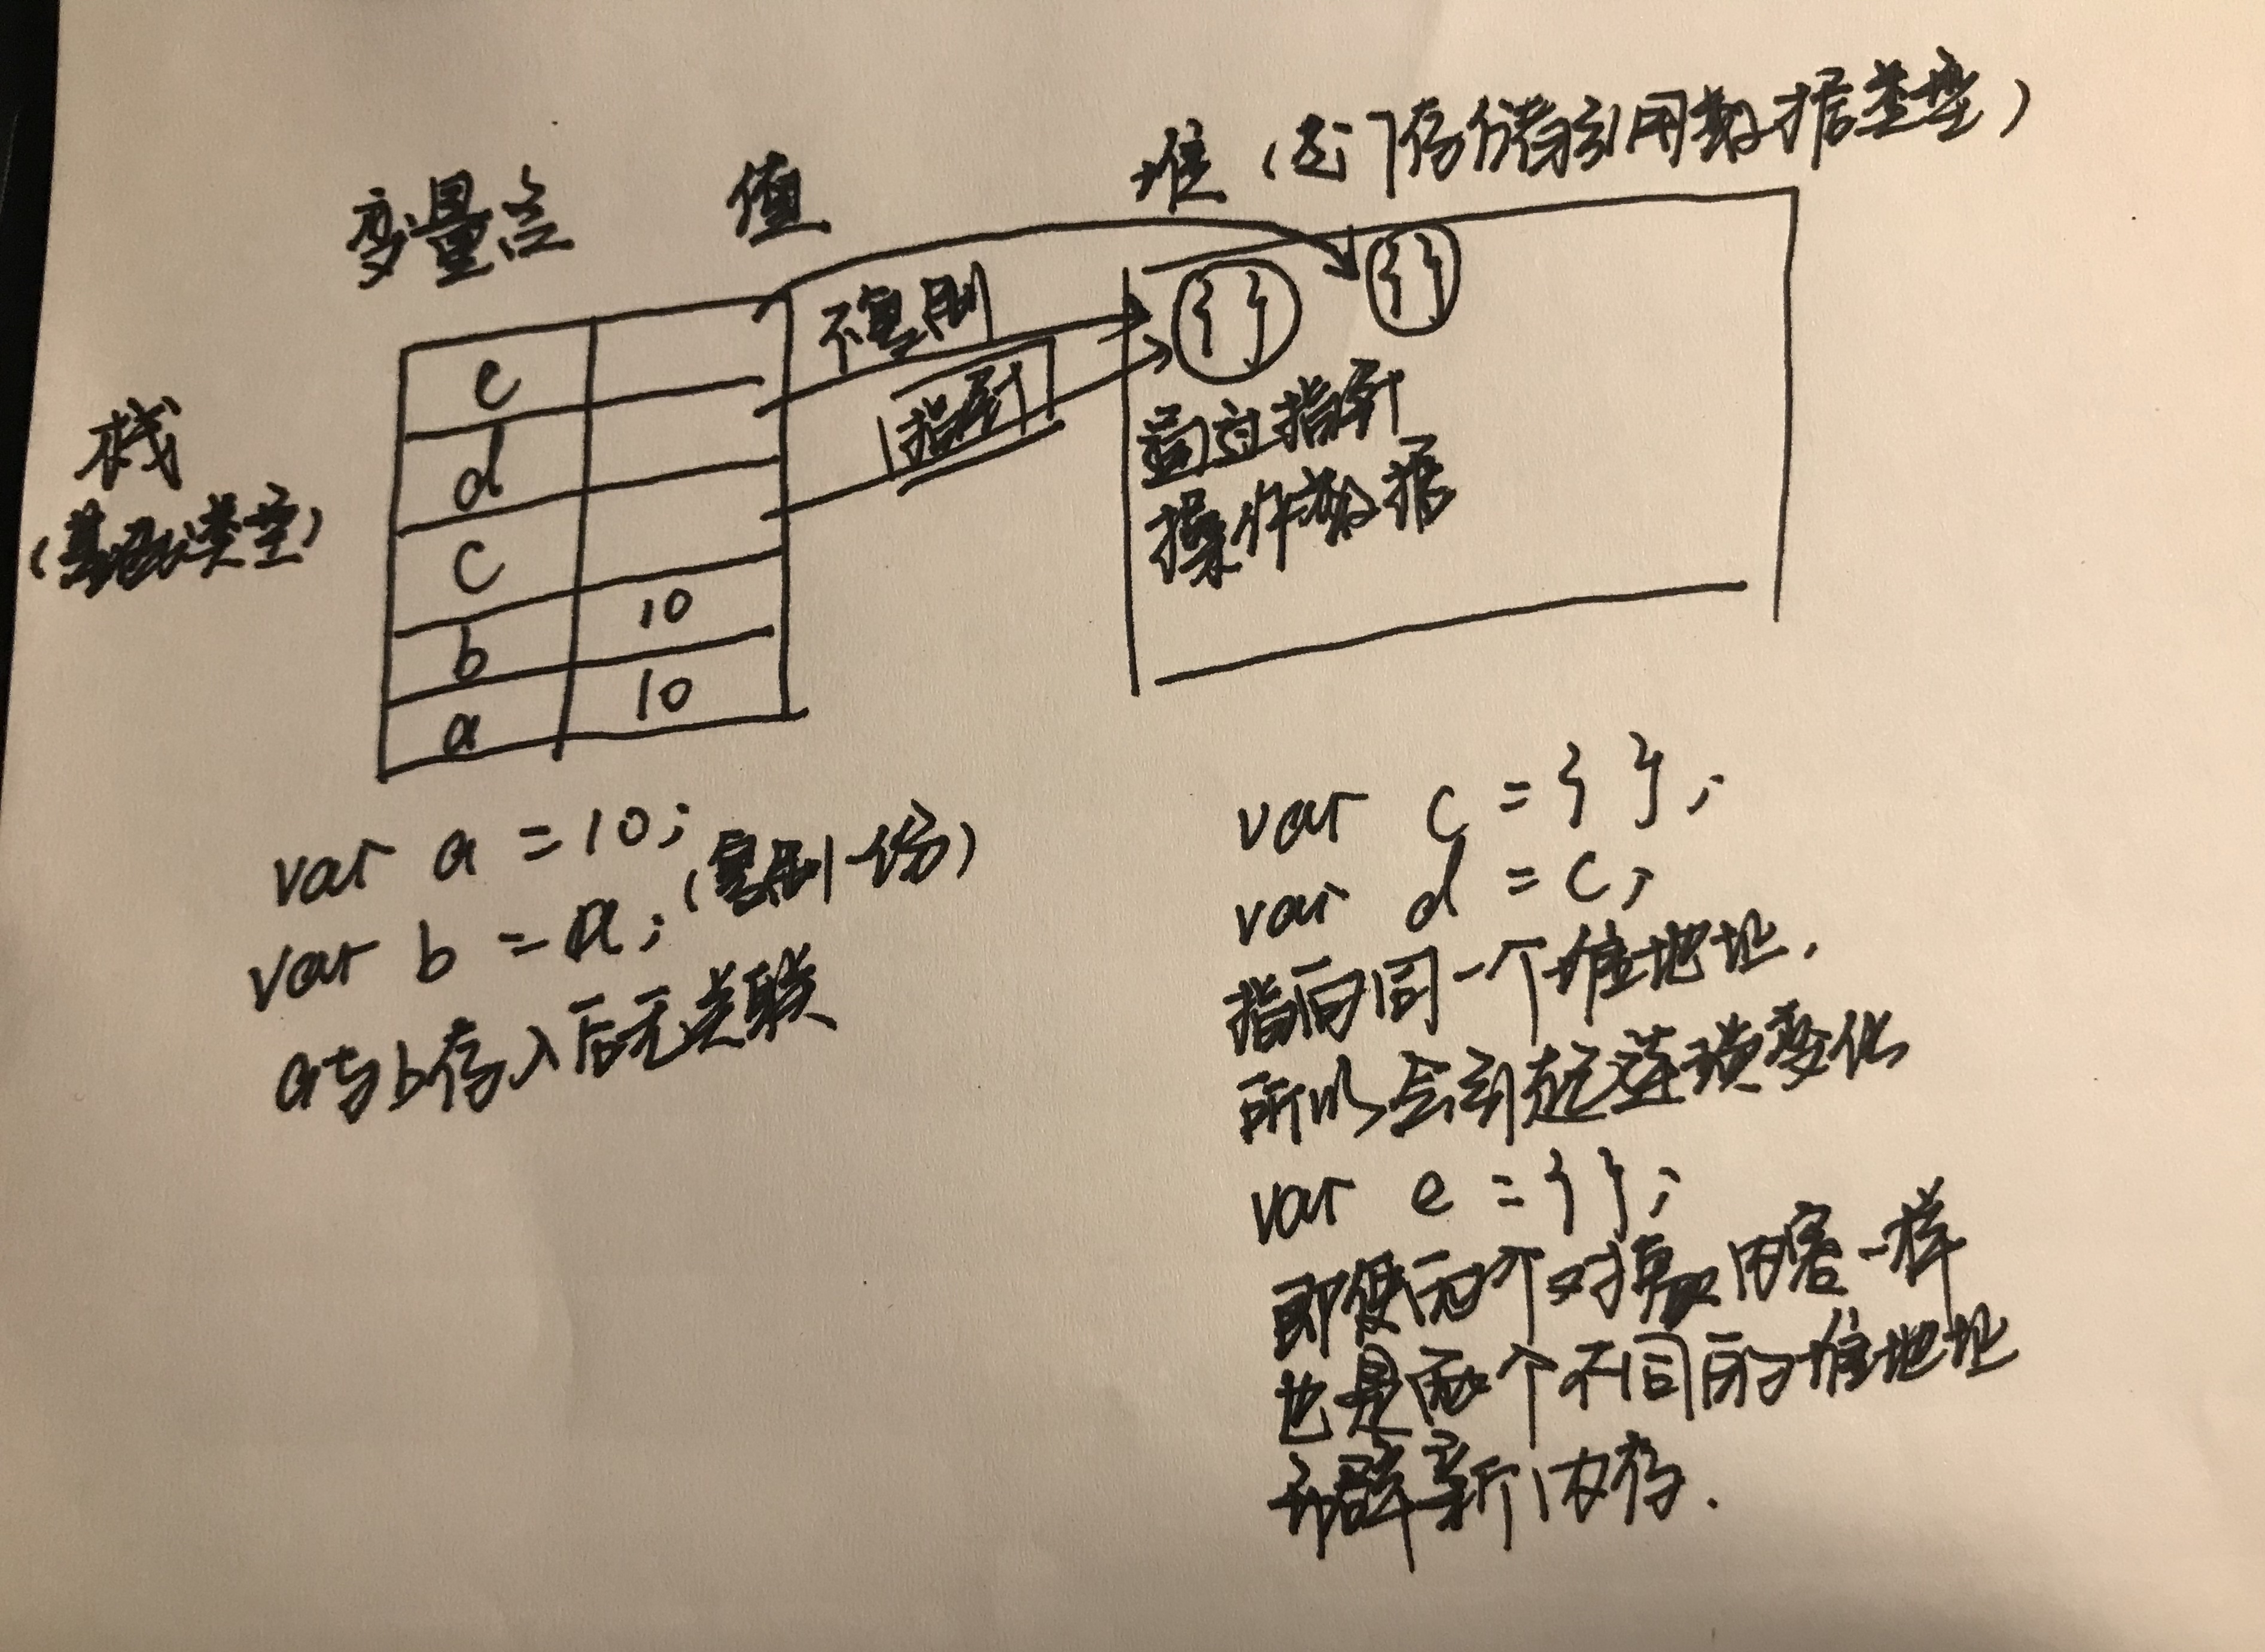 堆（专门存储引用数据类型）
变量名 值
栈
（基础类型）
e
d
c
b 10
a 10
不复制
指针
{ }
{ }
通过指针
操作数据
var a = 10;
var b = a; （复制一份）
a与b存入后无关联
var c = { };
var d = c;
指向同一个堆地址.
所以会引起连锁变化
var e = { };
即使两个对象内容一样
也是两个不同的堆地址
开辟新内存.